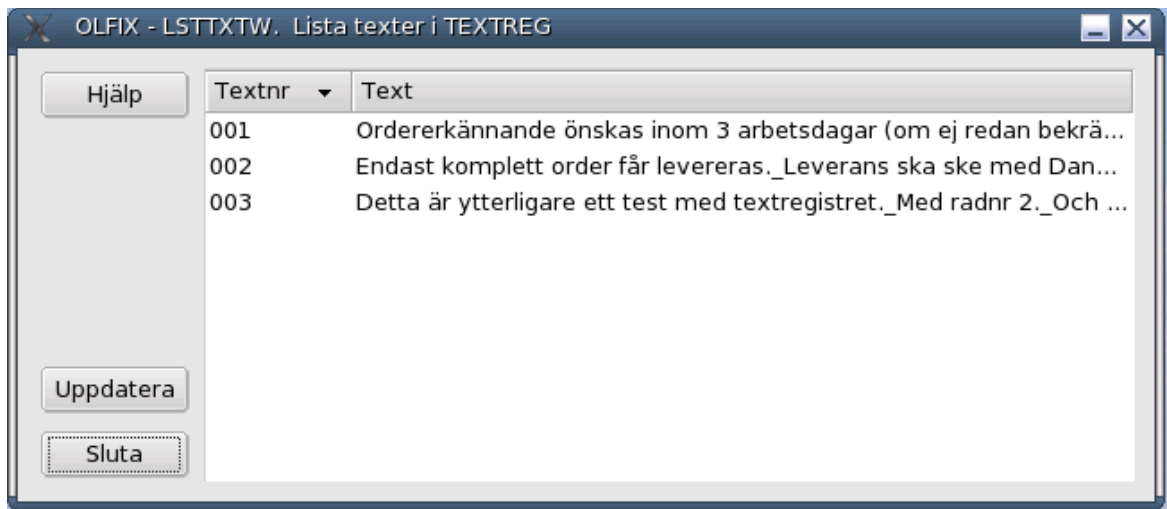 OLFIX - LSTTXTW. Lista texter i TEXTREG
Hjälp
Textnr Text
001 Ordererkännande önskas inom 3 arbetsdagar (om ej redan bekrä...
002 Endast komplett order får levereras._Leverans ska ske med Dan...
003 Detta är ytterligare ett test med textregistret._Med radnr 2._Och ...
Uppdatera
Sluta